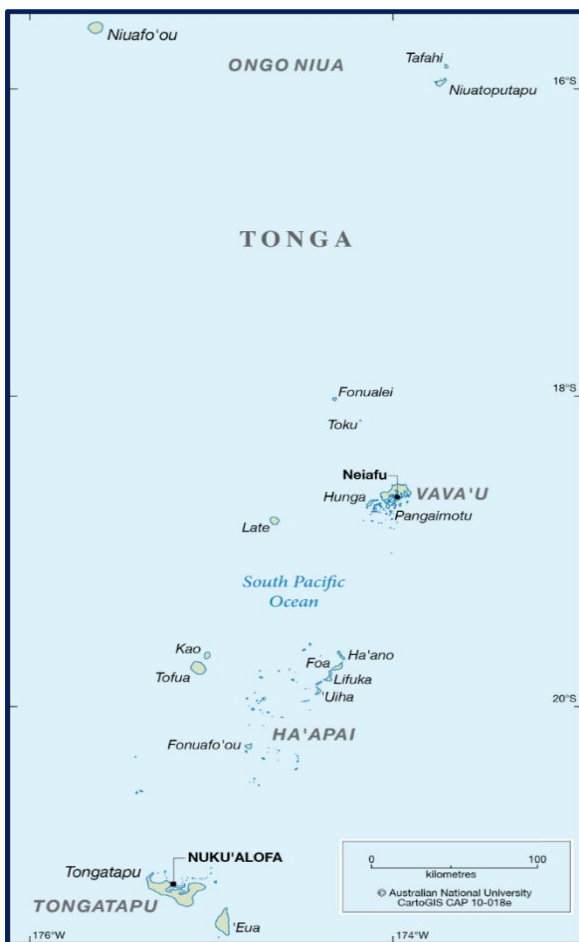 Niuafo'ou
ONGO NIUA
Tafahi
Niuatoputapu
16°S
TONGA
18°S
Fonualei
Toku
Neiafu
VAVA'U
Hunga
Pangaimotu
Late
South Pacific
Ocean
Kao
Tofua
Ha'ano
Foa
Lifuka
'Uiha
20°S
HA'APAI
Fonuafo'ou
NUKU'ALOFA
Tongatapu
TONGATAPU
'Eua
0 100
kilometres
© Australian National University
CartoGIS CAP 10-018e
176°W
174°W